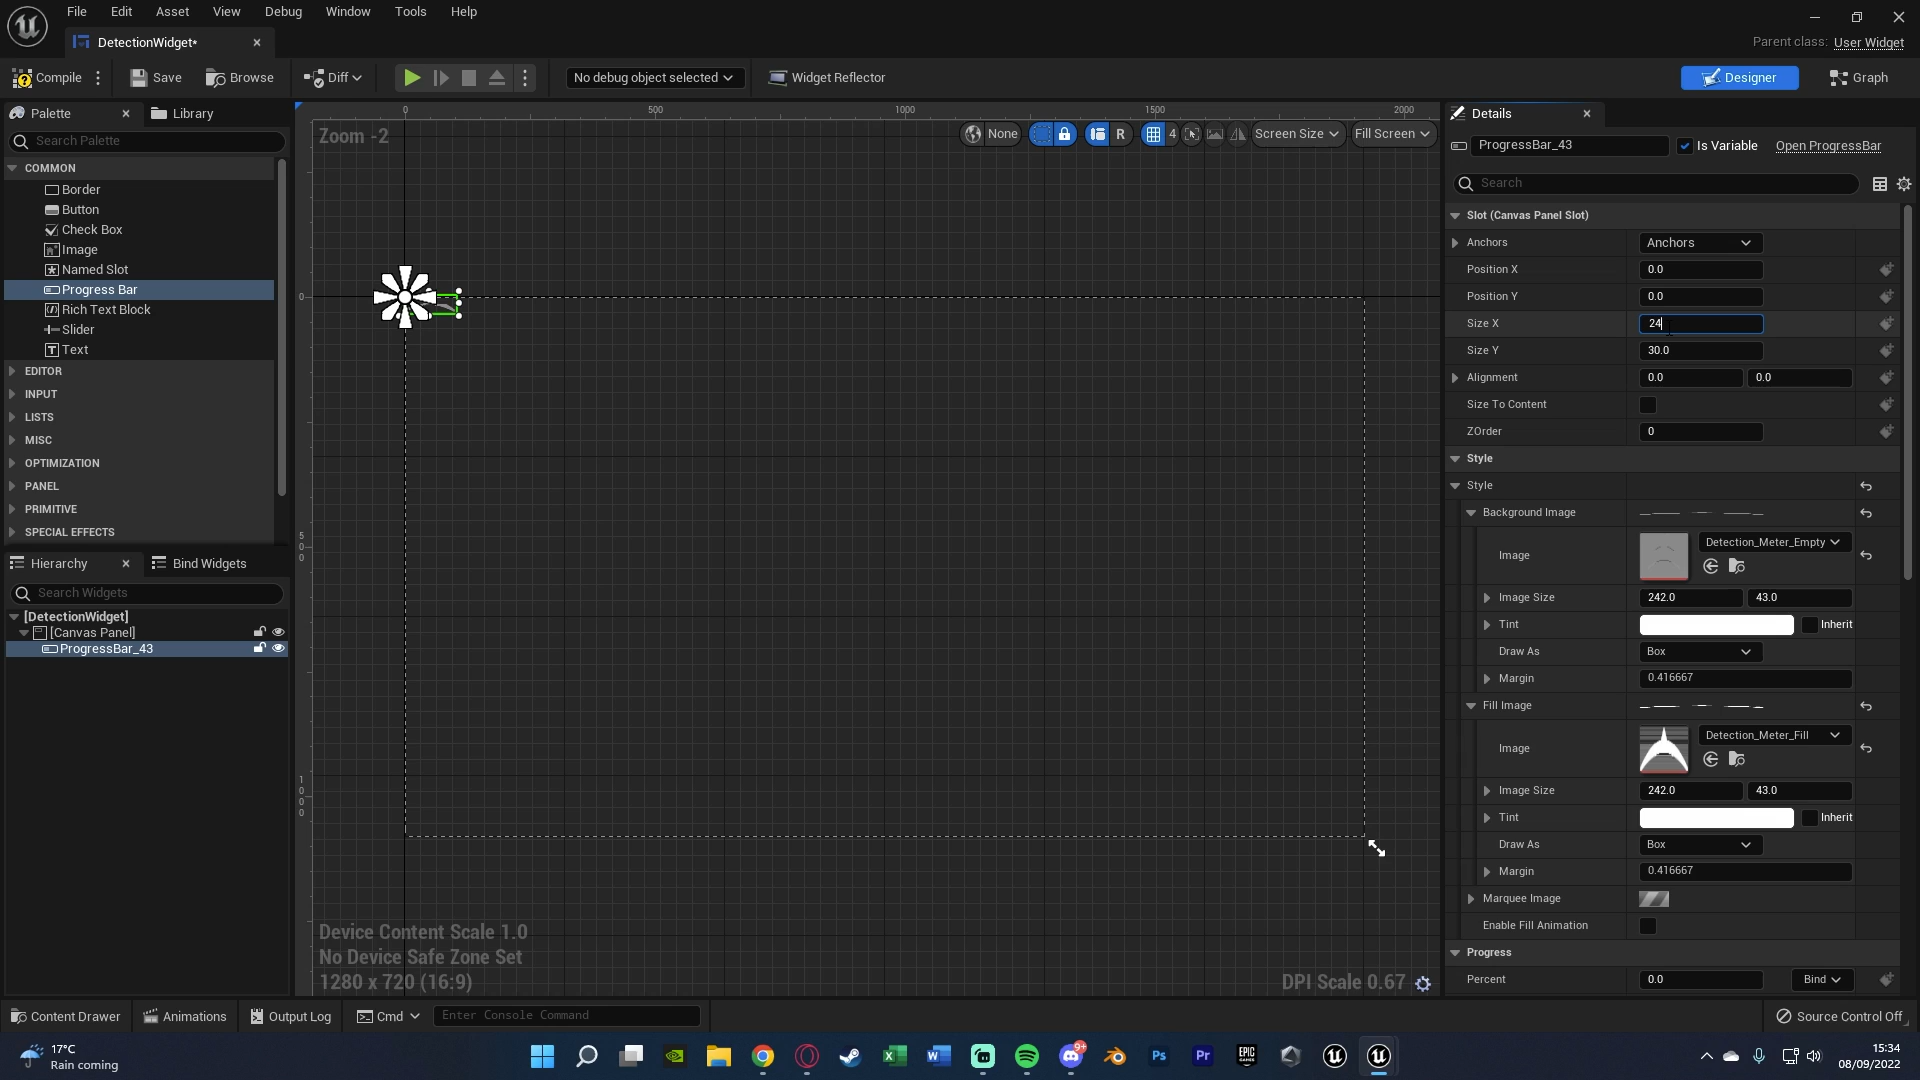 File Edit Asset View Debug Window Tools Help
DetectionWidget*
Parent class: User Widget
Compile Save Browse Diff No debug object selected Widget Reflector Designer Graph
Palette Library
Search Palette
COMMON
Border
Button
Check Box
Image
Named Slot
Progress Bar
Rich Text Block
Slider
Text
EDITOR
INPUT
LISTS
MISC
OPTIMIZATION
PANEL
PRIMITIVE
SPECIAL EFFECTS
Hierarchy Bind Widgets
Search Widgets
[DetectionWidget]
[Canvas Panel]
ProgressBar_43
0 500 1000 1500 2000
Zoom -2
None R 4 Screen Size Fill Screen
0
500
1000
Device Content Scale 1.0
No Device Safe Zone Set
1280 x 720 (16:9)
DPI Scale 0.67
Details
ProgressBar_43 Is Variable Open ProgressBar
Search
Slot (Canvas Panel Slot)
Anchors Anchors
Position X 0.0
Position Y 0.0
Size X 24
Size Y 30.0
Alignment 0.0 0.0
Size To Content
ZOrder 0
Style
Style
Background Image
Image Detection_Meter_Empty
Image Size 242.0 43.0
Tint Inherit
Draw As Box
Margin 0.416667
Fill Image
Image Detection_Meter_Fill
Image Size 242.0 43.0
Tint Inherit
Draw As Box
Margin 0.416667
Marquee Image
Enable Fill Animation
Progress
Percent 0.0 Bind
Content Drawer Animations Output Log Cmd Enter Console Command Source Control Off
17°C
Rain coming
X W 9+ Ps Pr EPIC GAMES
15:34
08/09/2022